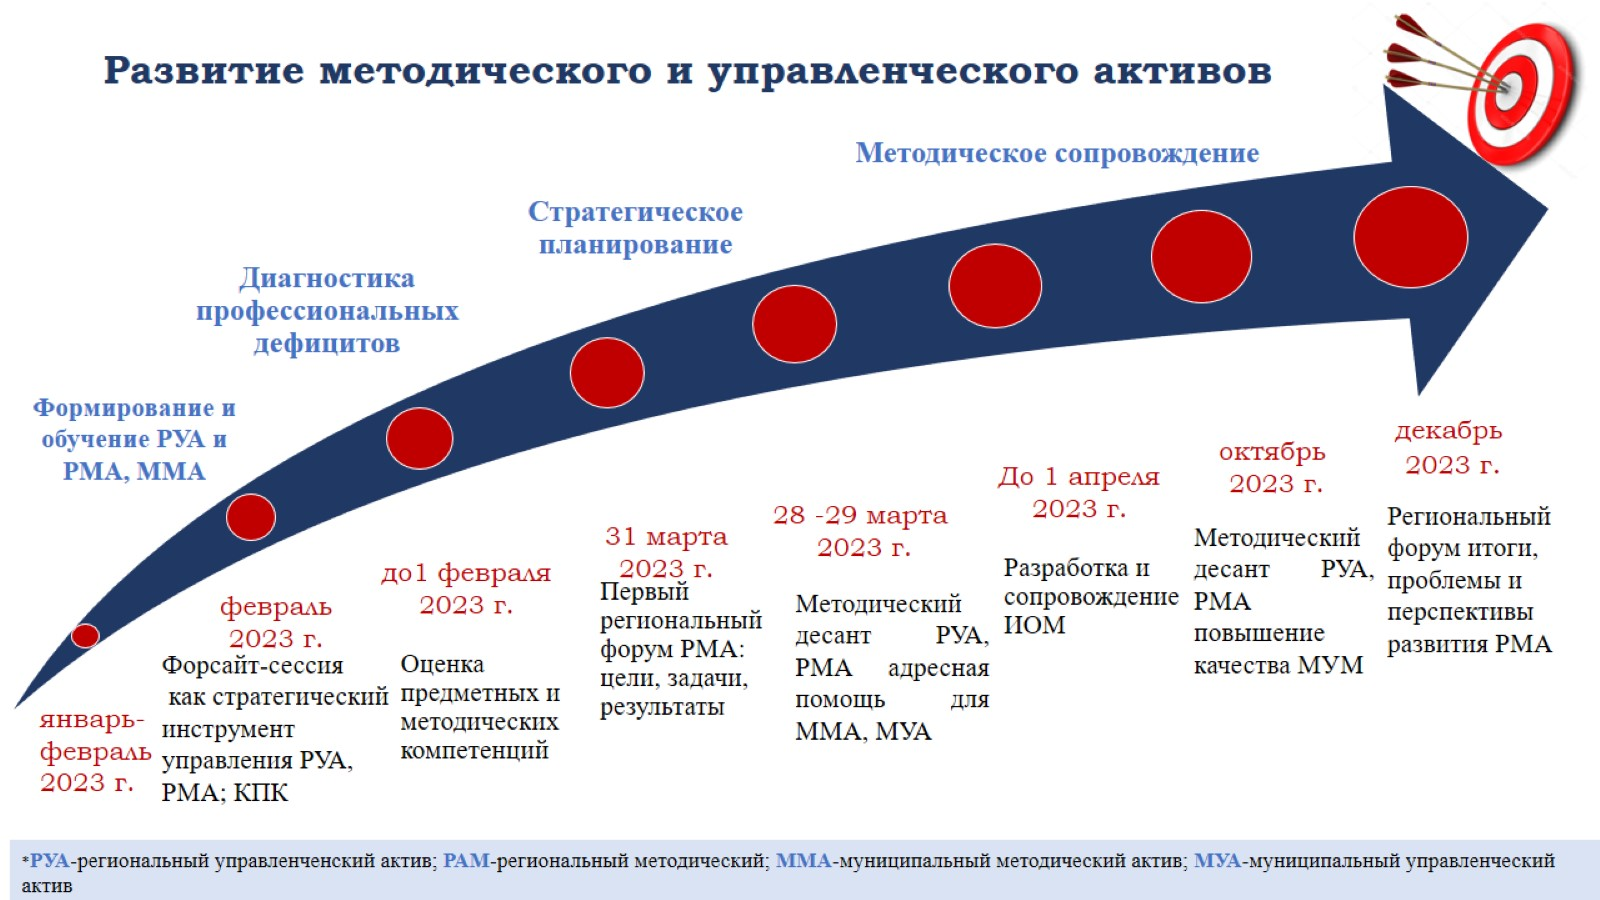 Развитие методического и управленческого активов
Методическое сопровождение
Стратегическое
планирование
Диагностика
профессиональных
дефицитов
Формирование и
обучение РУА и
РМА, ММА
январь-
февраль
2023 г.
февраль
2023 г.
Форсайт-сессия
как стратегический
инструмент
управления РУА,
РМА; КПК
до1 февраля
2023 г.
Оценка
предметных и
методических
компетенций
31 марта
2023 г.
Первый
региональный
форум РМА:
цели, задачи,
результаты
28 -29 марта
2023 г.
Методический
десант РУА,
РМА адресная
помощь для
ММА, МУА
До 1 апреля
2023 г.
Разработка и
сопровождение
ИОМ
октябрь
2023 г.
Методический
десант РУА,
РМА
повышение
качества МУМ
декабрь
2023 г.
Региональный
форум итоги,
проблемы и
перспективы
развития РМА
*РУА-региональный управленченский актив; РАМ-региональный методический; ММА-муниципальный методический актив; МУА-муниципальный управленческий
актив